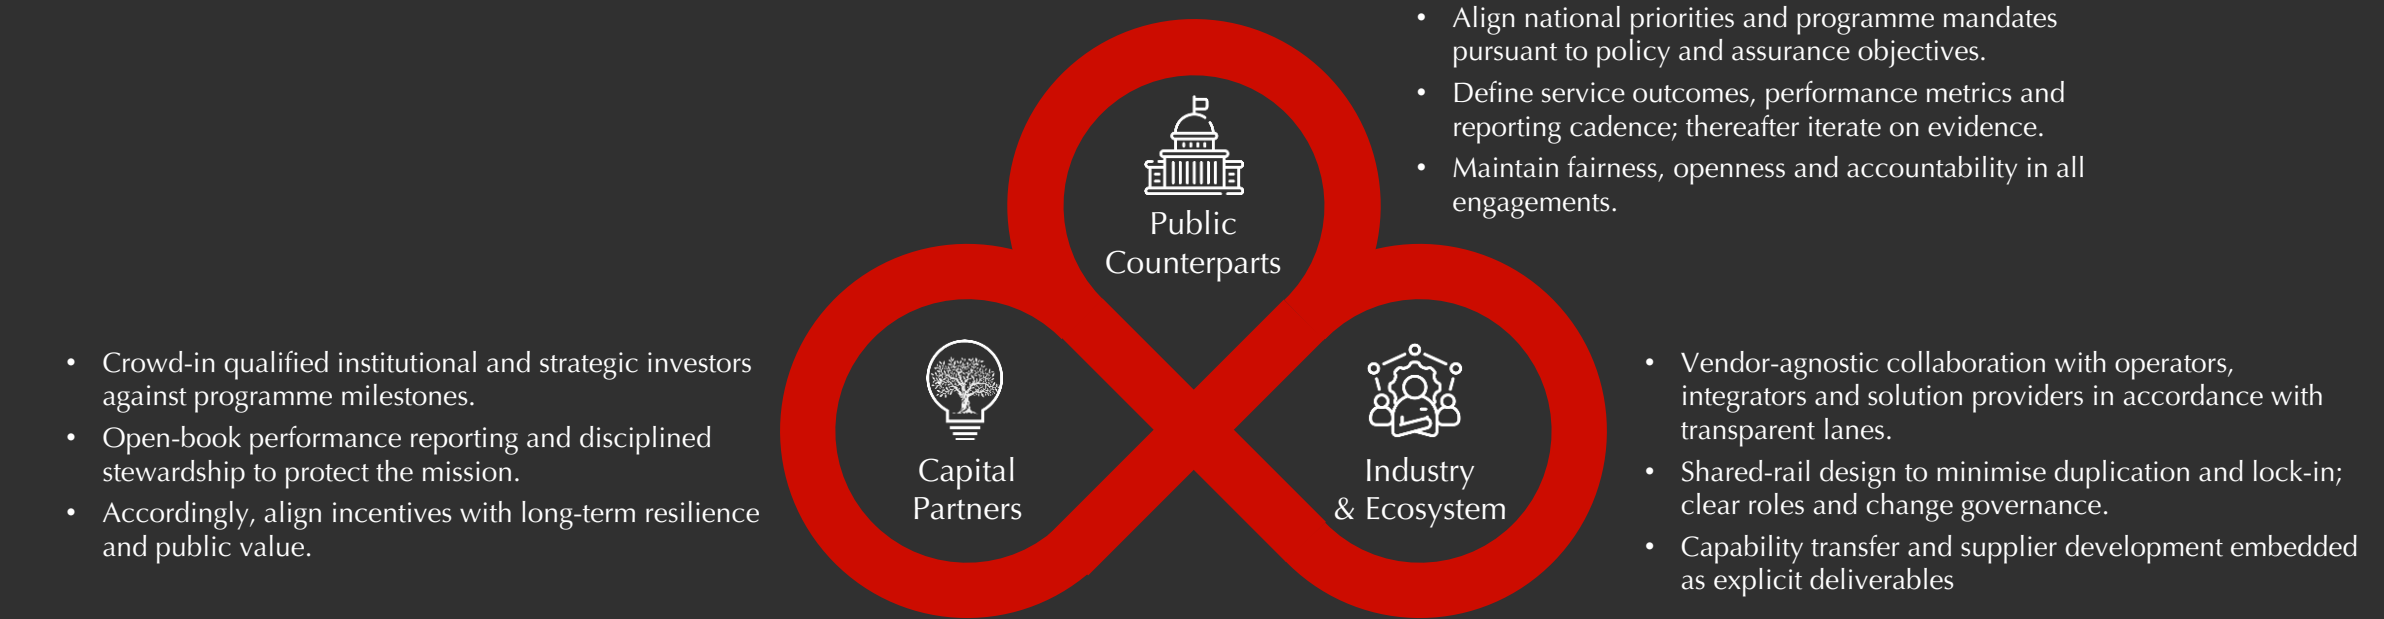 • Align national priorities and programme mandates
pursuant to policy and assurance objectives.
• Define service outcomes, performance metrics and
reporting cadence; thereafter iterate on evidence.
• Maintain fairness, openness and accountability in all
engagements.
Public
Counterparts
• Crowd-in qualified institutional and strategic investors
against programme milestones.
• Open-book performance reporting and disciplined
stewardship to protect the mission.
• Accordingly, align incentives with long-term resilience
and public value.
Capital
Partners
Industry
& Ecosystem
• Vendor-agnostic collaboration with operators,
integrators and solution providers in accordance with
transparent lanes.
• Shared-rail design to minimise duplication and lock-in;
clear roles and change governance.
• Capability transfer and supplier development embedded
as explicit deliverables